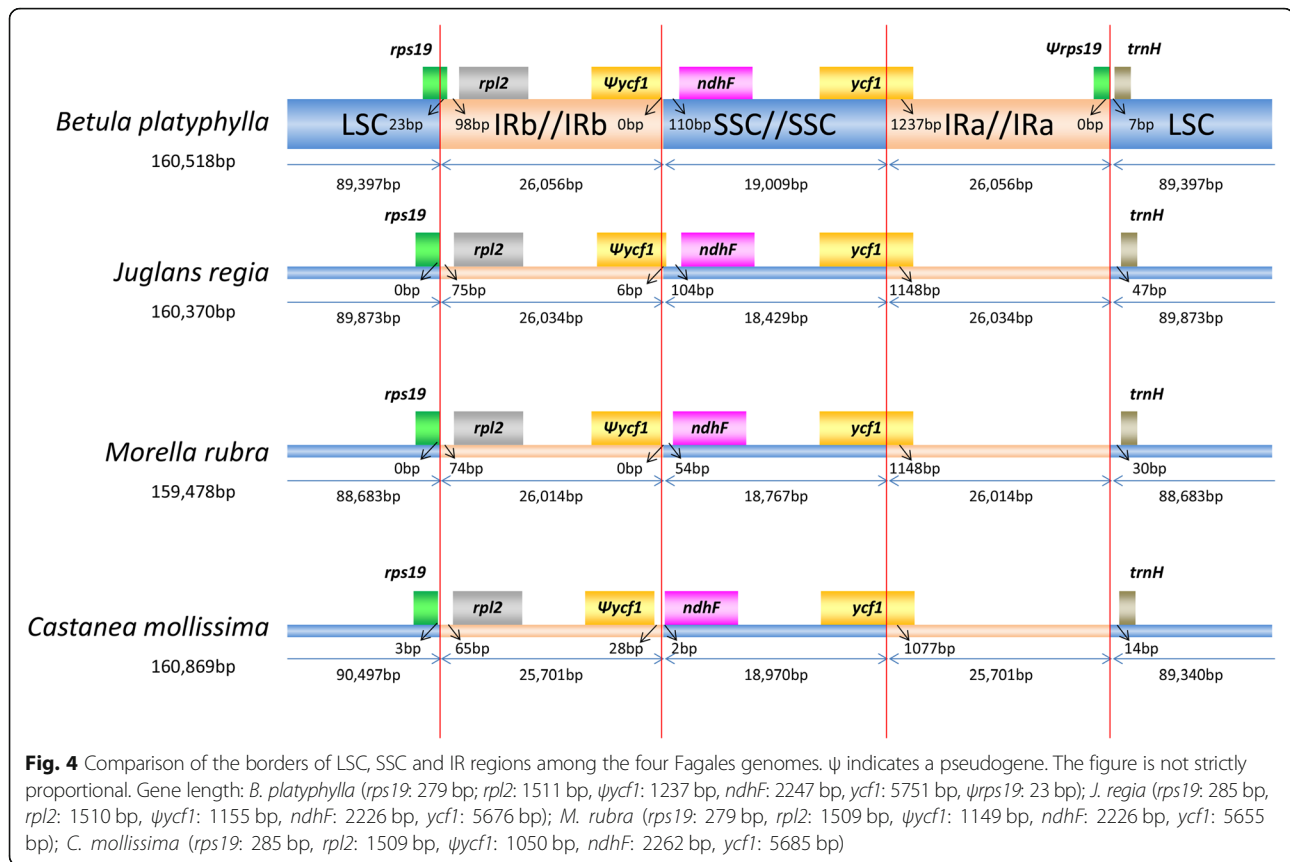 rps19 Ψrps19 trnH
rpl2 Ψycf1 ndhF ycf1
Betula platyphylla LSC 23bp 98bp IRb//IRb 0bp 110bp SSC//SSC 1237bp IRa//IRa 0bp 7bp LSC
160,518bp
89,397bp 26,056bp 19,009bp 26,056bp 89,397bp
rps19 trnH
rpl2 Ψycf1 ndhF ycf1
Juglans regia
0bp 75bp 6bp 104bp 1148bp 47bp
160,370bp
89,873bp 26,034bp 18,429bp 26,034bp 89,873bp
rps19 trnH
rpl2 Ψycf1 ndhF ycf1
Morella rubra
0bp 74bp 0bp 54bp 1148bp 30bp
159,478bp
88,683bp 26,014bp 18,767bp 26,014bp 88,683bp
rps19 trnH
rpl2 Ψycf1 ndhF ycf1
Castanea mollissima
3bp 65bp 28bp 2bp 1077bp 14bp
160,869bp
90,497bp 25,701bp 18,970bp 25,701bp 89,340bp
Fig. 4 Comparison of the borders of LSC, SSC and IR regions among the four Fagales genomes. ψ indicates a pseudogene. The figure is not strictly
proportional. Gene length: B. platyphylla (rps19: 279 bp; rpl2: 1511 bp, ψycf1: 1237 bp, ndhF: 2247 bp, ycf1: 5751 bp, ψrps19: 23 bp); J. regia (rps19: 285 bp,
rpl2: 1510 bp, ψycf1: 1155 bp, ndhF: 2226 bp, ycf1: 5676 bp); M. rubra (rps19: 279 bp, rpl2: 1509 bp, ψycf1: 1149 bp, ndhF: 2226 bp, ycf1: 5655
bp); C. mollissima (rps19: 285 bp, rpl2: 1509 bp, ψycf1: 1050 bp, ndhF: 2262 bp, ycf1: 5685 bp)